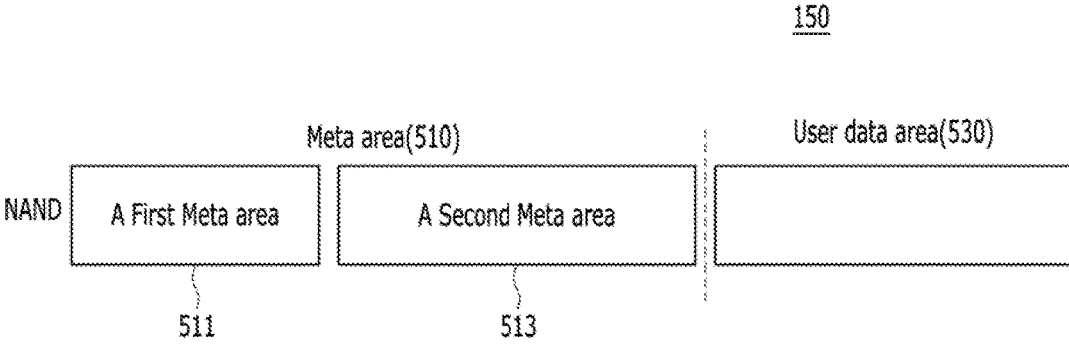 150
Meta area(510)
User data area(530)
NAND
A First Meta area
A Second Meta area
511
513